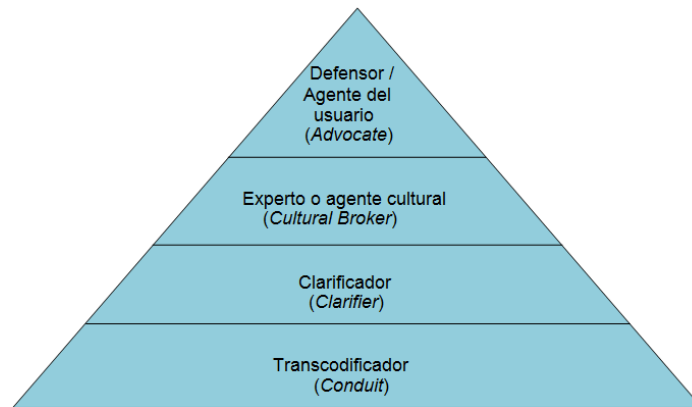 Defensor /
Agente del
usuario
(Advocate)
Experto o agente cultural
(Cultural Broker)
Clarificador
(Clarifier)
Transcodificador
(Conduit)